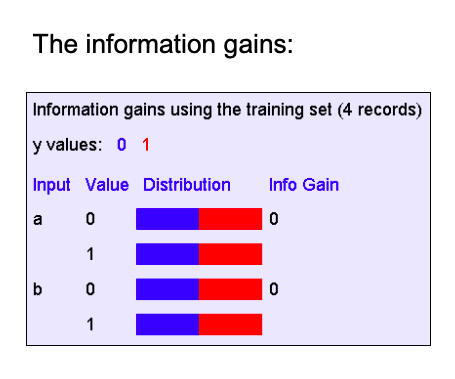 The information gains:
Information gains using the training set (4 records)
y values: 0 1
Input Value Distribution Info Gain
a 0 0
1
b 0 0
1